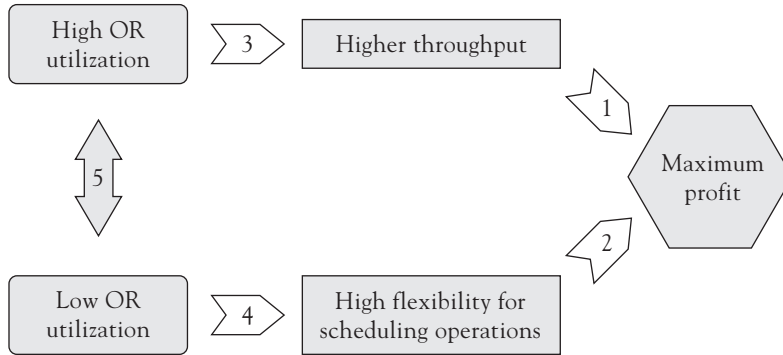 High OR
utilization
3
Higher throughput
1
Maximum
profit
5
2
Low OR
utilization
4
High flexibility for
scheduling operations